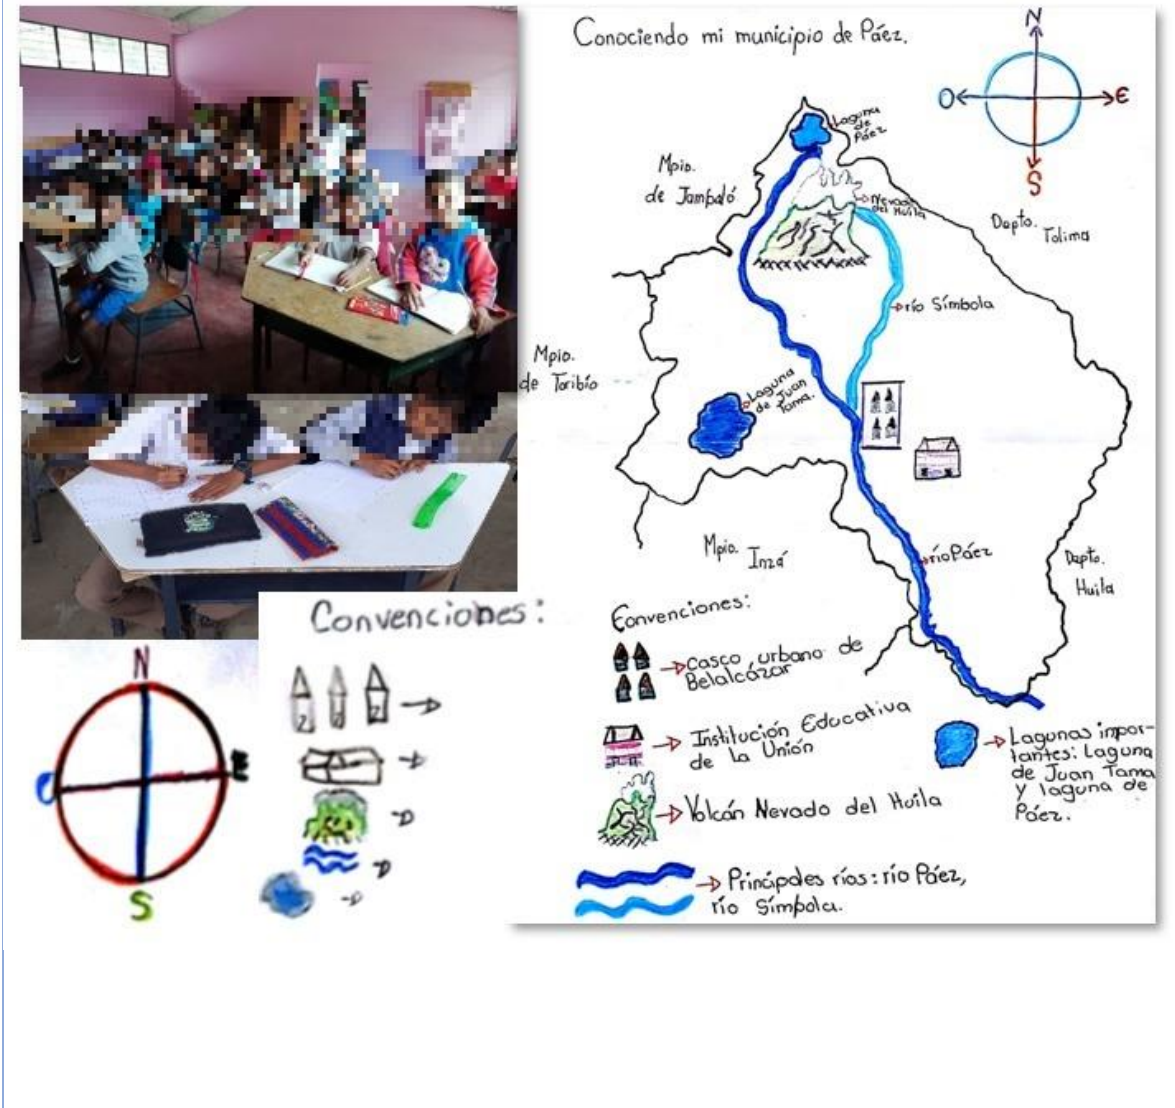 Conociendo mi municipio de Páez.
N
O
E
S
Laguna
de
Páez
Mpio.
de Jambaló
Nevado
del Huila
Depto.
Tolima
río Símbola
Mpio.
de Toribío
Laguna
de Juan
Tama.
Mpio.
Inzá
río Páez
Depto.
Huila
Convenciones:
casco urbano de
Belalcázar
Institución Educativa
de la Unión
Volcán Nevado del Huila
Principales ríos: río Páez,
río Símbola.
Lagunas impor-
tantes: Laguna
de Juan Tama
y laguna de
Páez.
Convenciones:
N
O
E
S